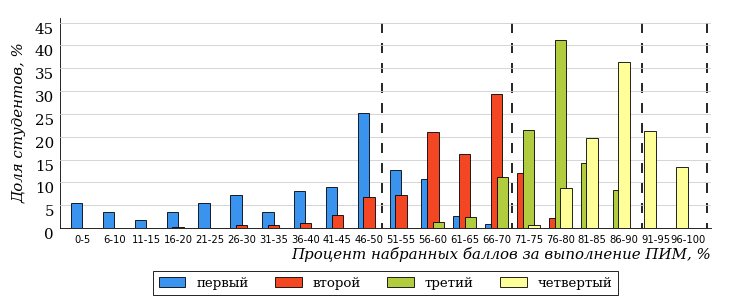 Доля студентов, %
45
40
35
30
25
20
15
10
5
0
0-5 6-10 11-15 16-20 21-25 26-30 31-35 36-40 41-45 46-50 51-55 56-60 61-65 66-70 71-75 76-80 81-85 86-90 91-95 96-100
Процент набранных баллов за выполнение ПИМ, %
первый второй третий четвертый